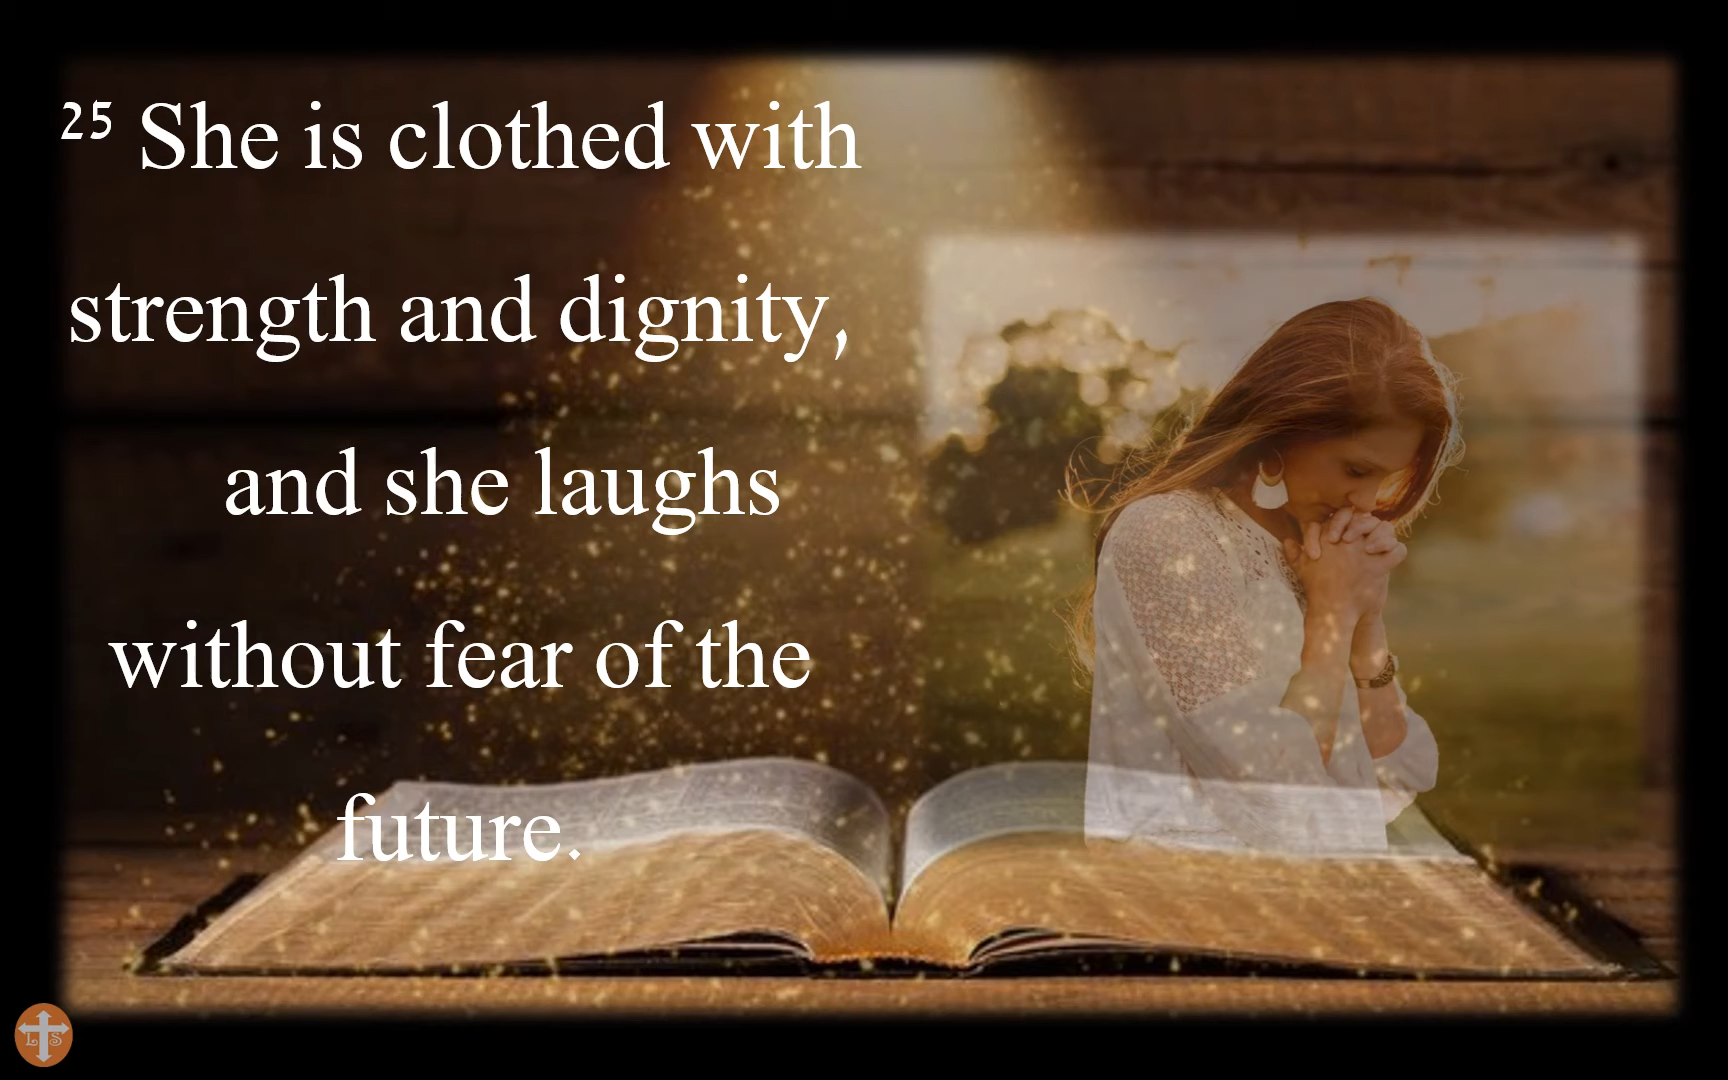 ²⁵ She is clothed with
strength and dignity,
and she laughs
without fear of the
future.
L S